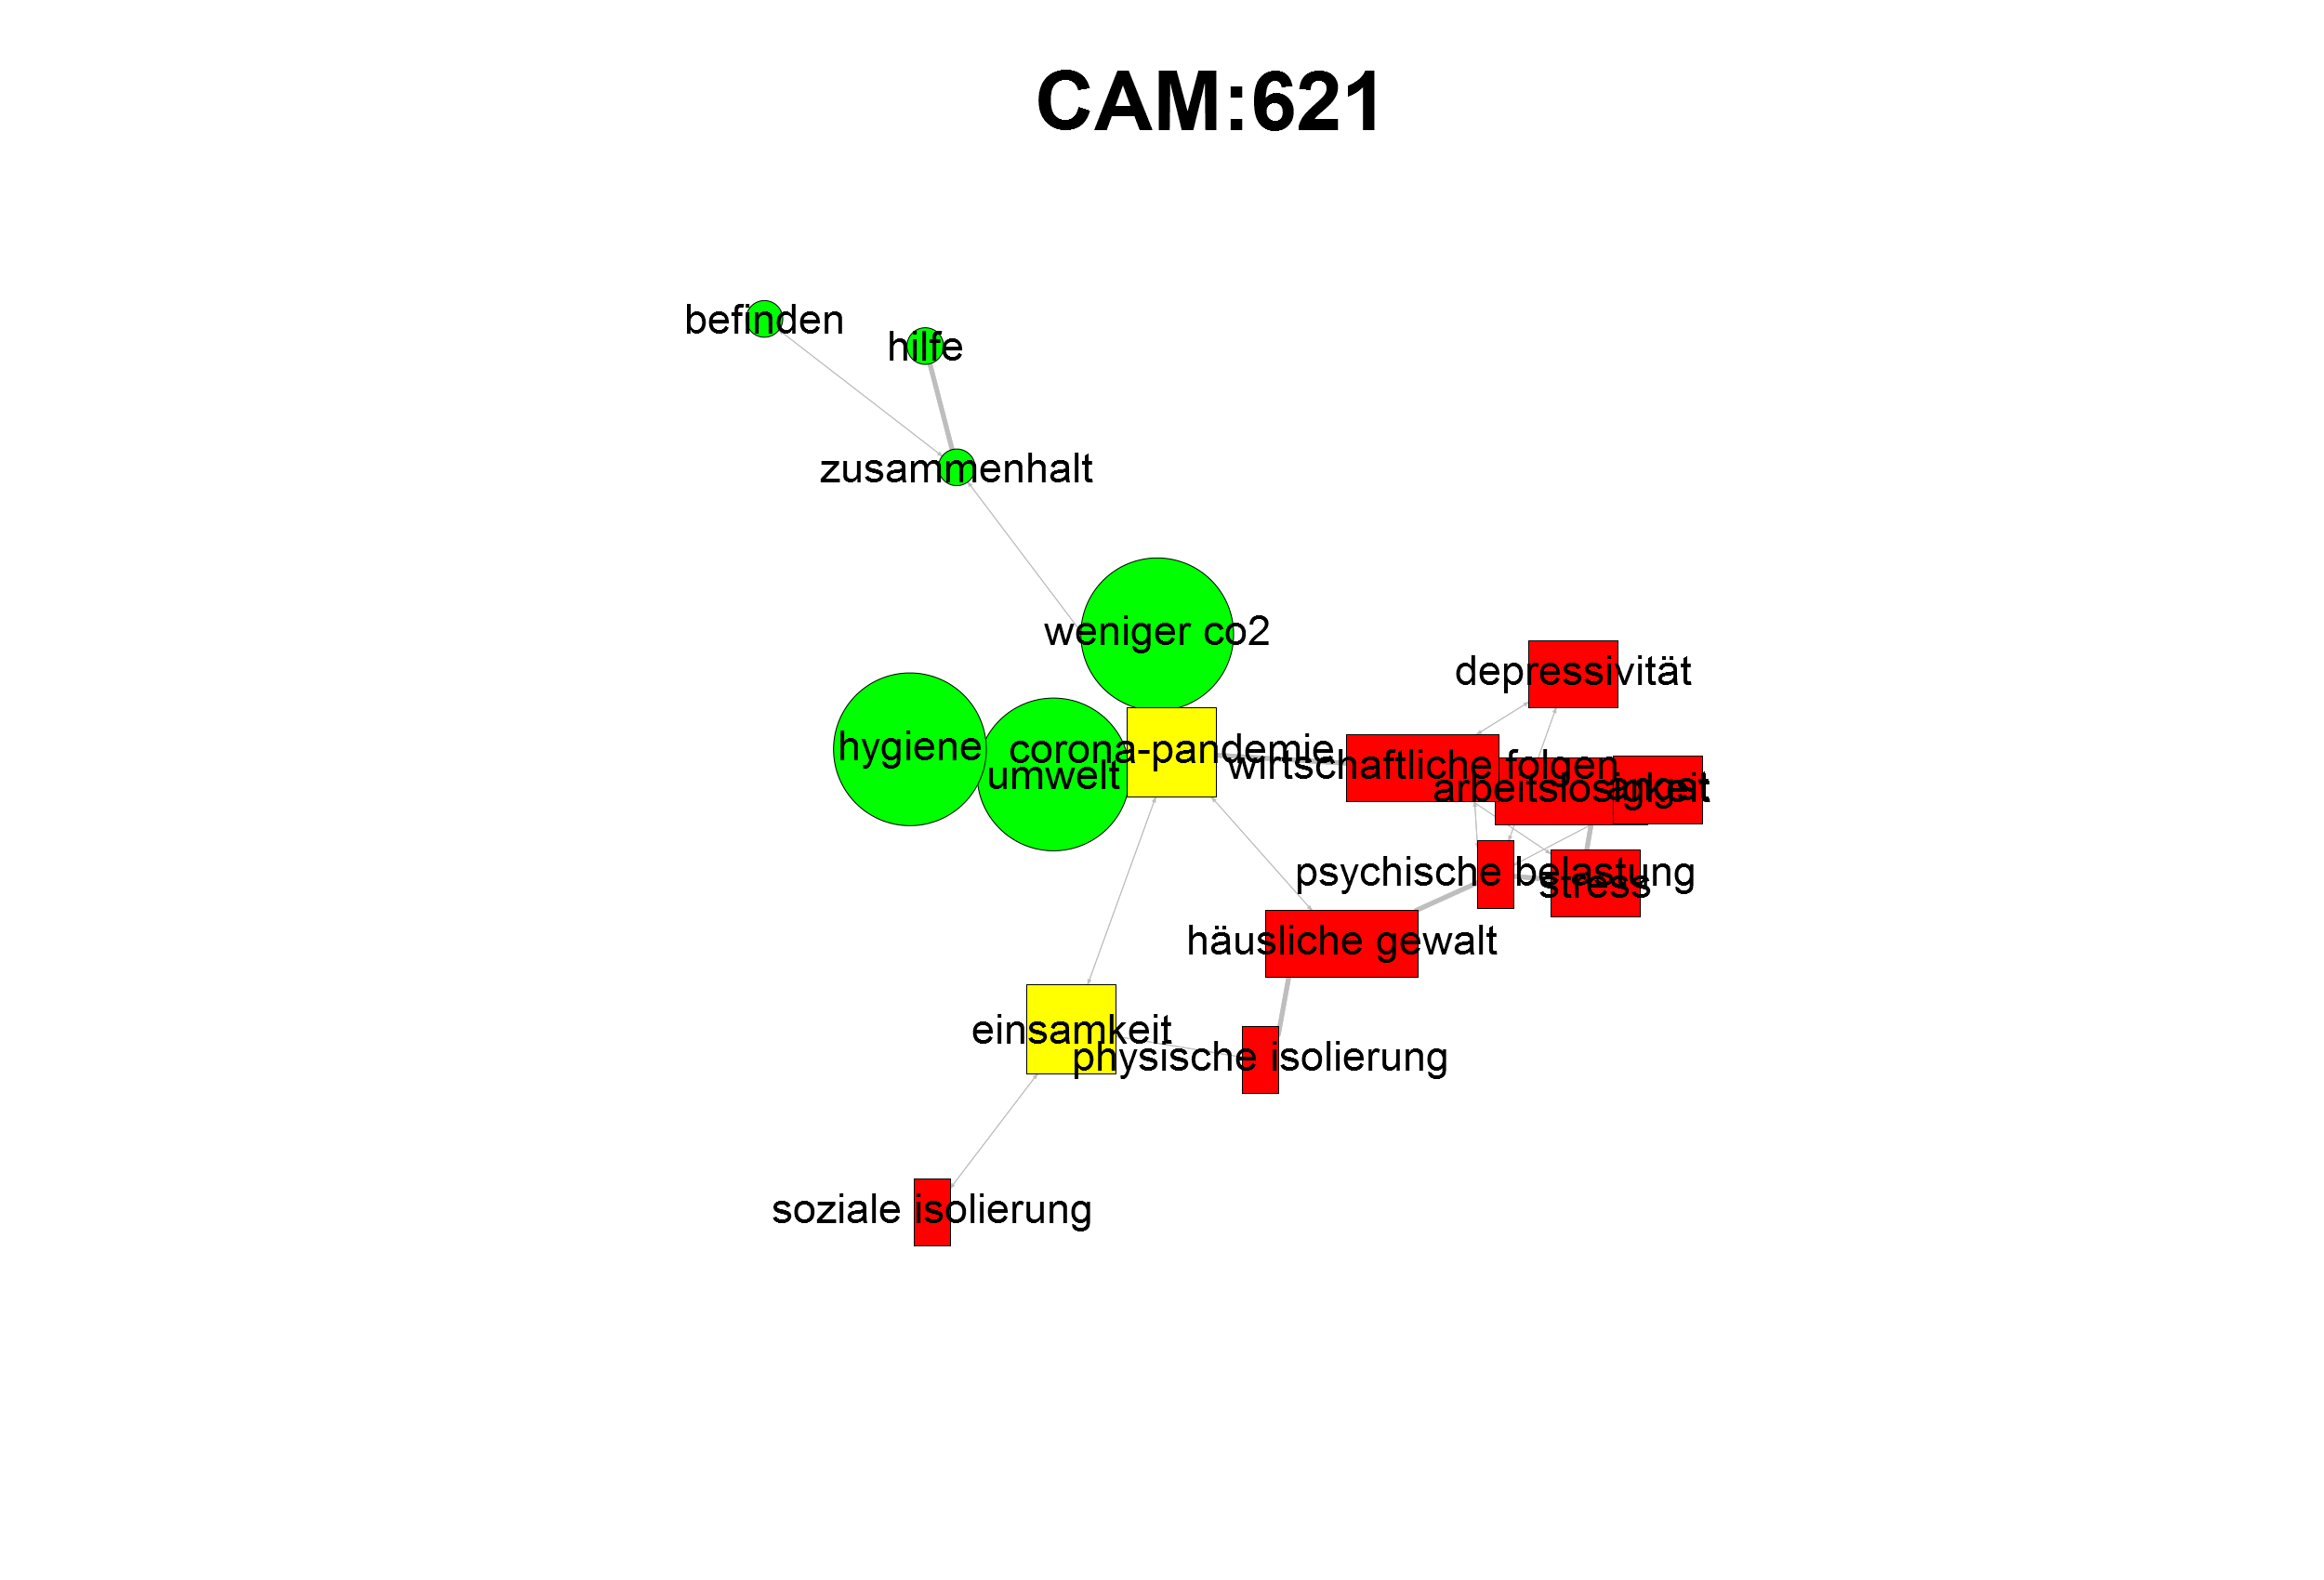 CAM:621
befinden
hilfe
zusammenhalt
weniger co2
depressivität
hygiene
corona-pandemie
umwelt
wirtschaftliche folgen
arbeitslosigkeit
angst
psychische belastung
stress
häusliche gewalt
einsamkeit
physische isolierung
soziale isolierung